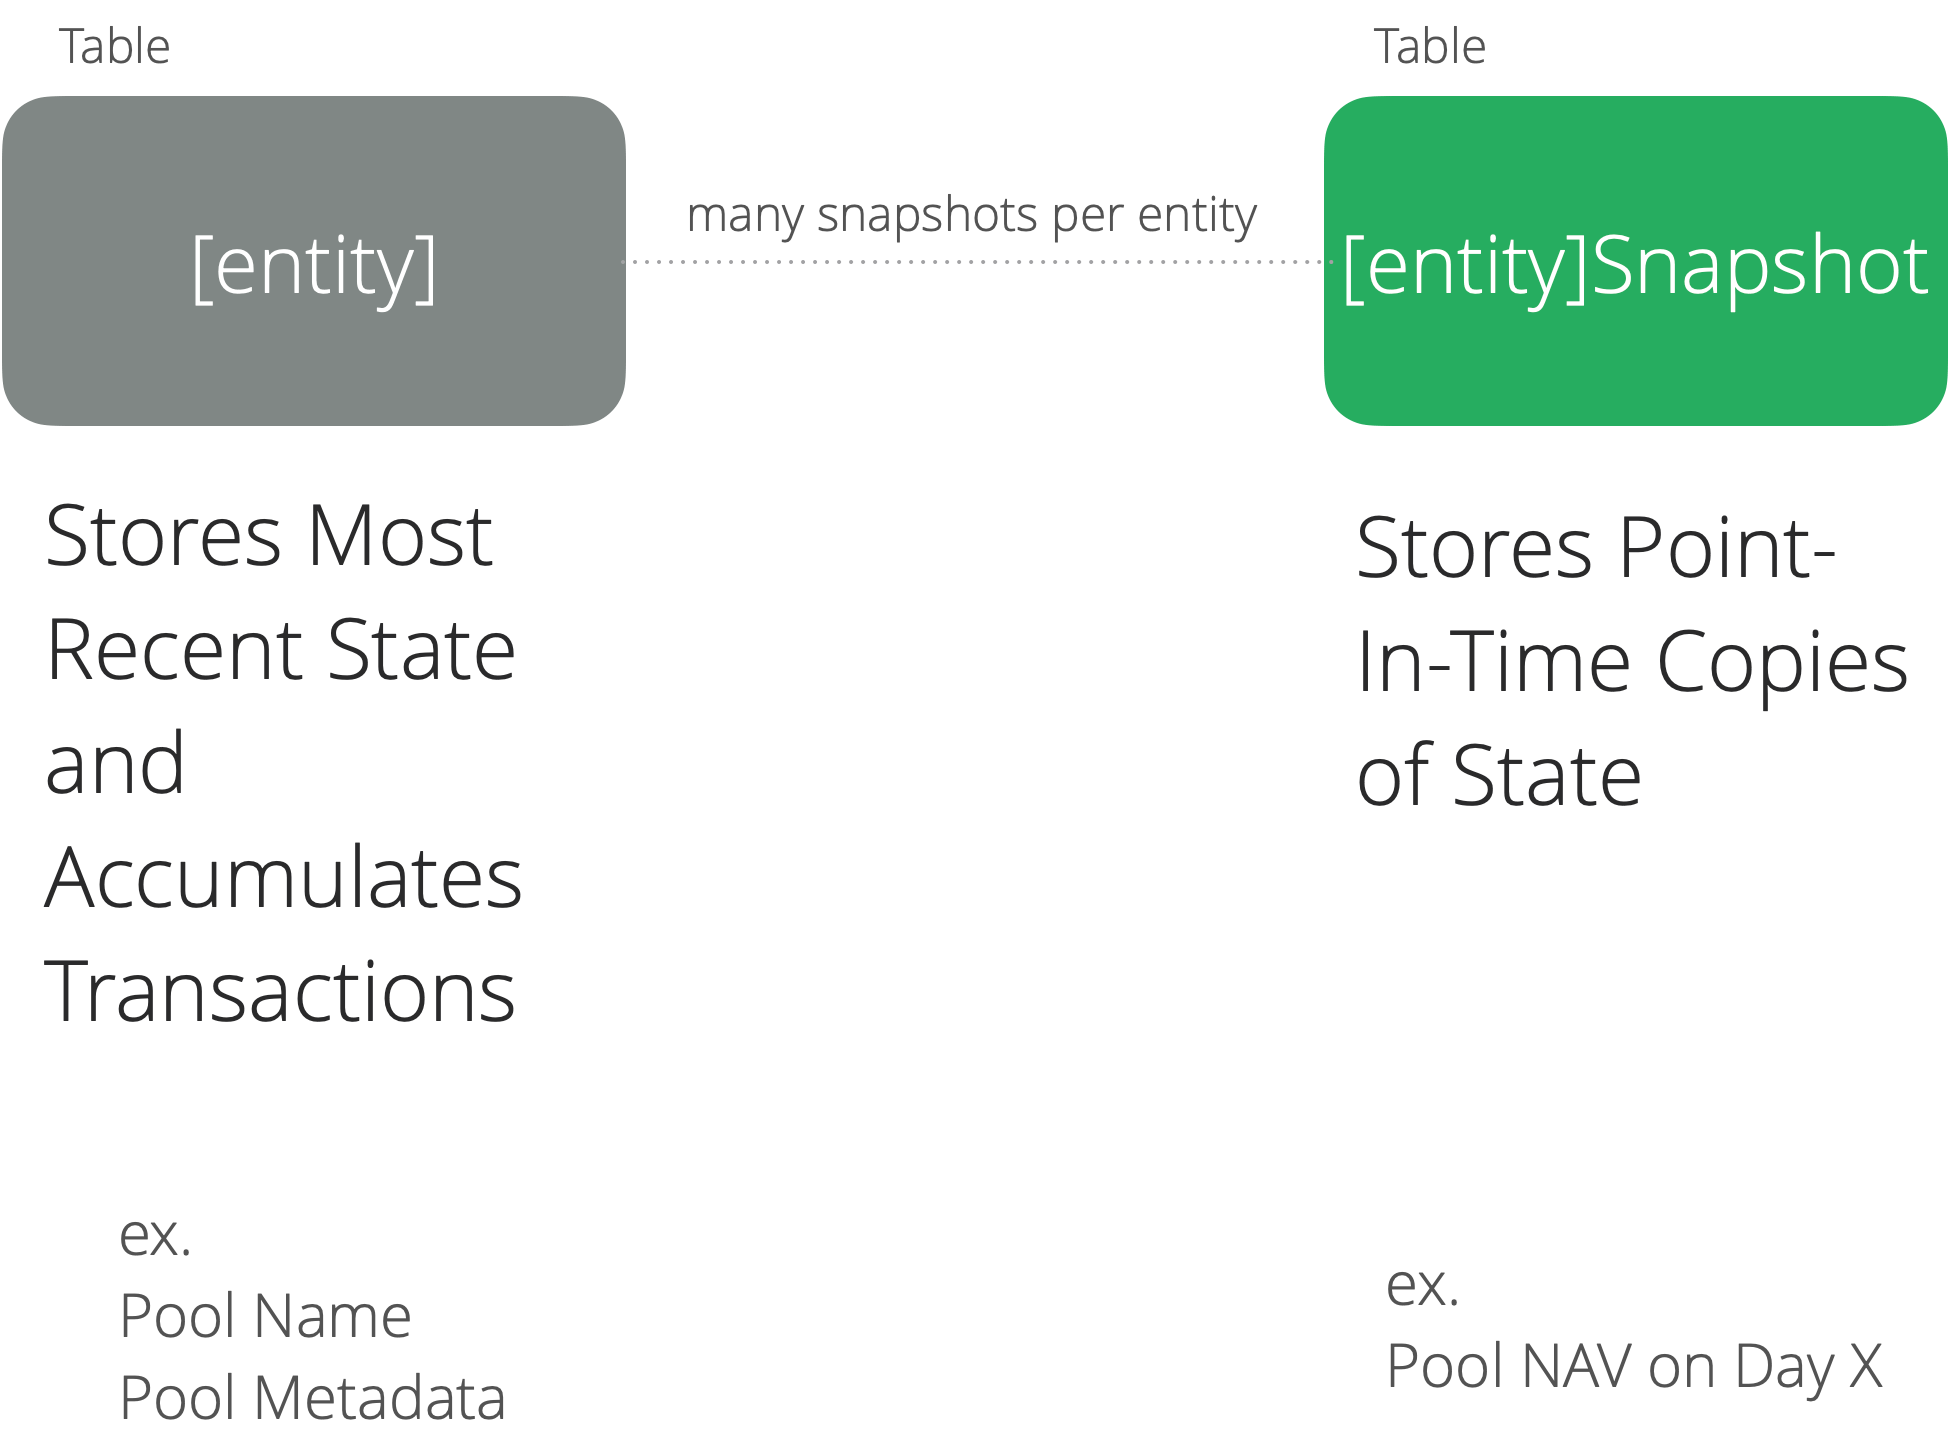 Table
[entity]
Stores Most
Recent State
and
Accumulates
Transactions
ex.
Pool Name
Pool Metadata
many snapshots per entity
Table
[entity]Snapshot
Stores Point-
In-Time Copies
of State
ex.
Pool NAV on Day X